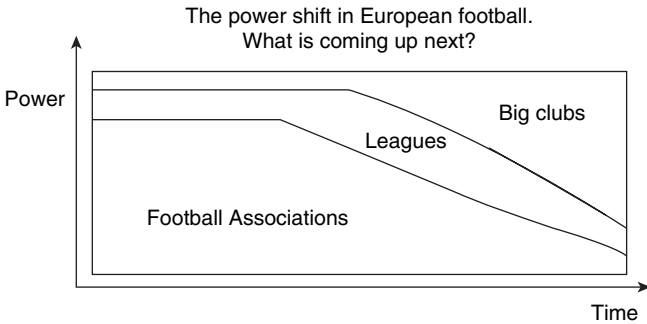 The power shift in European football.
What is coming up next?
Power
Big clubs
Leagues
Football Associations
Time